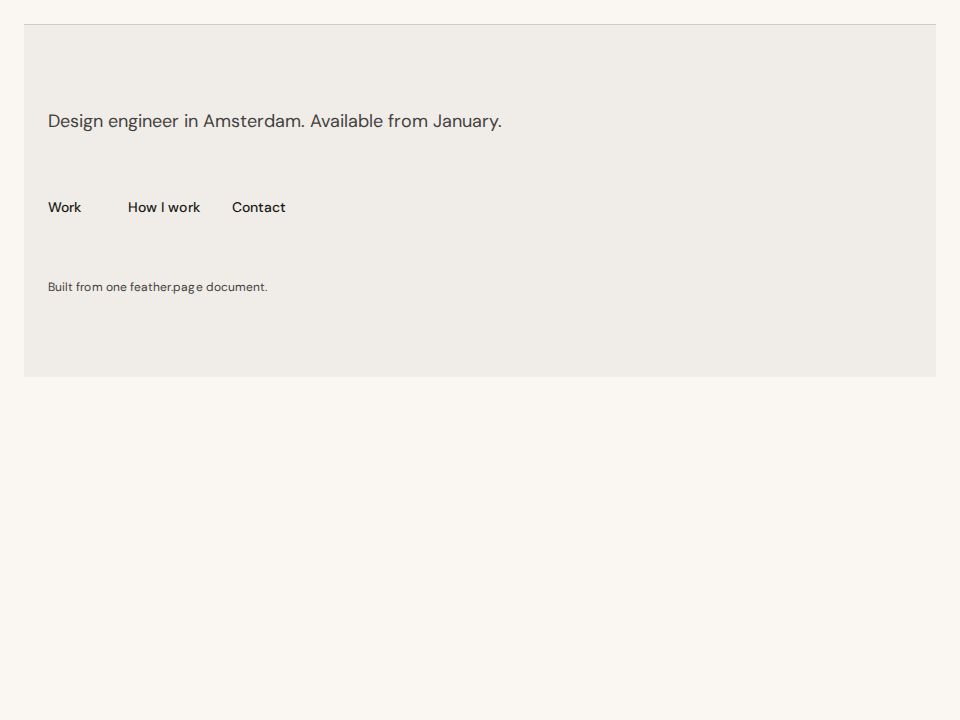 Design engineer in Amsterdam. Available from January.
Work How I work Contact
Built from one feather.page document.